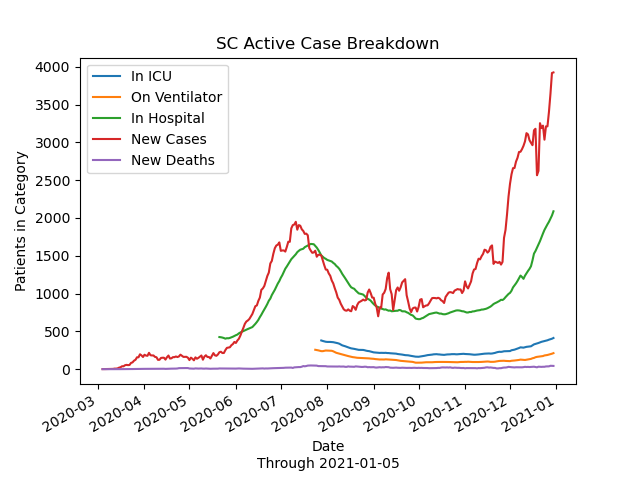 SC Active Case Breakdown
Patients in Category
4000
3500
3000
2500
2000
1500
1000
500
0
In ICU
On Ventilator
In Hospital
New Cases
New Deaths
2020-03
2020-04
2020-05
2020-06
2020-07
2020-08
2020-09
2020-10
2020-11
2020-12
2021-01
Date
Through 2021-01-05